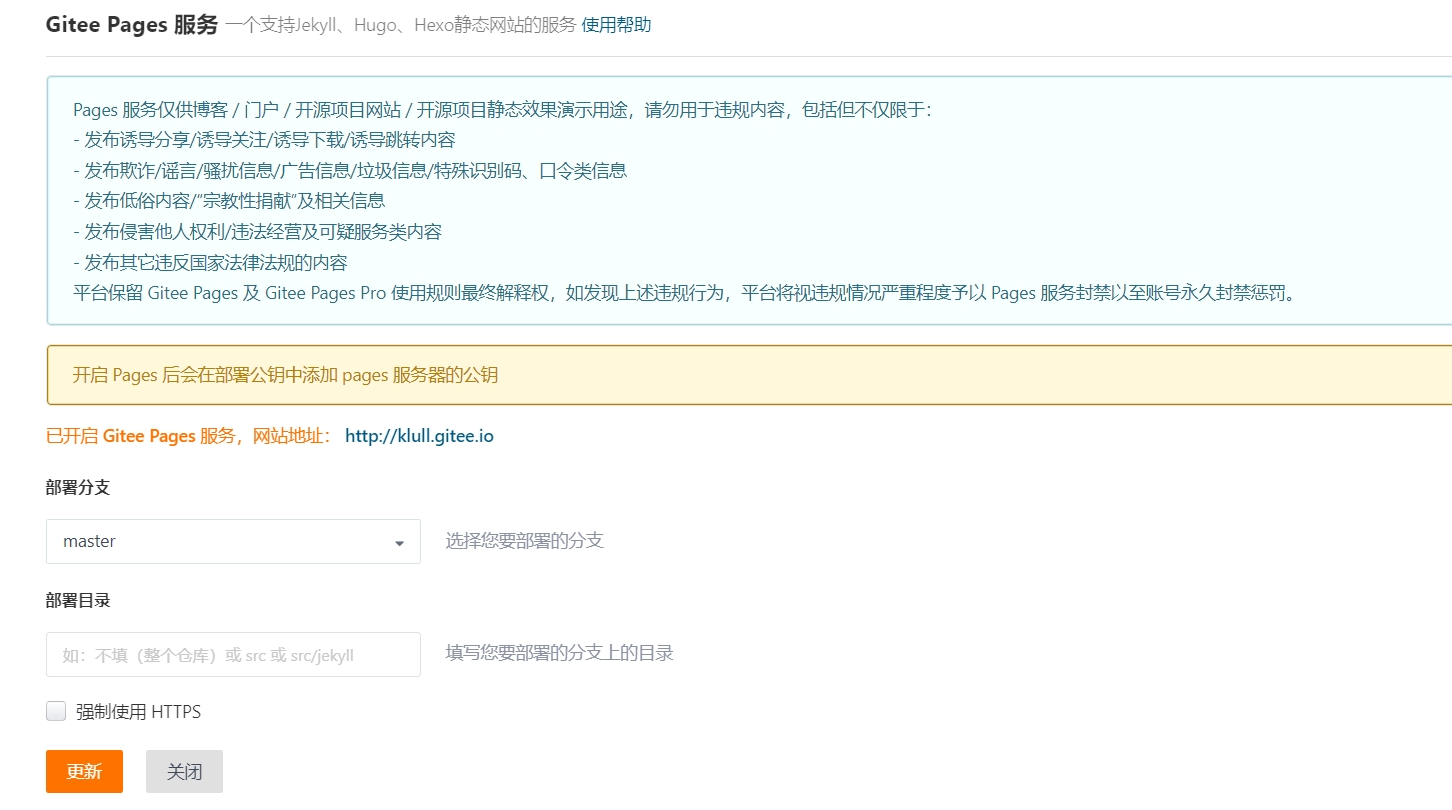 Gitee Pages 服务 一个支持Jekyll、Hugo、Hexo静态网站的服务 使用帮助
Pages 服务仅供博客 / 门户 / 开源项目网站 / 开源项目静态效果演示用途，请勿用于违规内容，包括但不仅限于：
- 发布诱导分享/诱导关注/诱导下载/诱导跳转内容
- 发布欺诈/谣言/骚扰信息/广告信息/垃圾信息/特殊识别码、口令类信息
- 发布低俗内容/“宗教性捐献”及相关信息
- 发布侵害他人权利/违法经营及可疑服务类内容
- 发布其它违反国家法律法规的内容
平台保留 Gitee Pages 及 Gitee Pages Pro 使用规则最终解释权，如发现上述违规行为，平台将视违规情况严重程度予以 Pages 服务封禁以至账号永久封禁惩罚。
开启 Pages 后会在部署公钥中添加 pages 服务器的公钥
已开启 Gitee Pages 服务，网站地址： http://klull.gitee.io
部署分支
master 选择您要部署的分支
部署目录
如：不填（整个仓库）或 src 或 src/jekyll 填写您要部署的分支上的目录
强制使用 HTTPS
更新 关闭